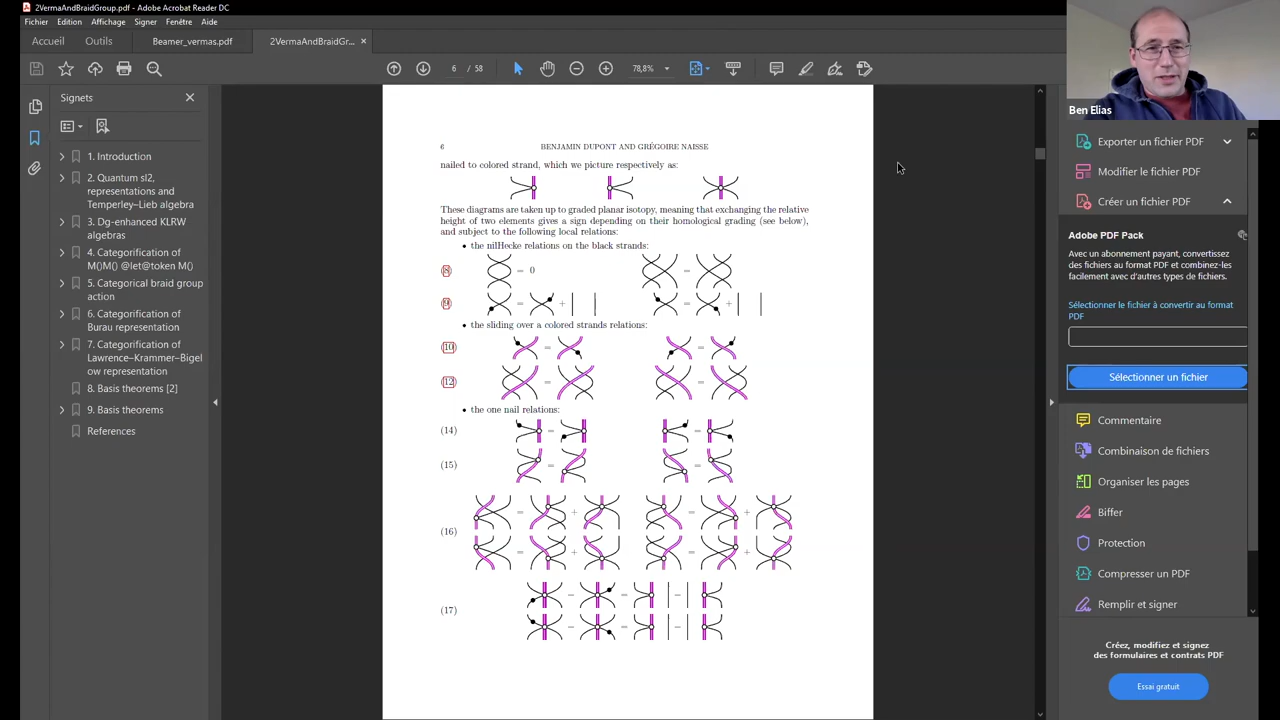 2VermaAndBraidGroup.pdf - Adobe Acrobat Reader DC
Fichier Edition Affichage Signer Fenêtre Aide
Accueil Outils Beamer_vermas.pdf 2VermaAndBraidGr... ×
6 / 58 78,8%
Ben Elias
Signets
1. Introduction
2. Quantum sl2,
representations and
Temperley–Lieb algebra
3. Dg-enhanced KLRW
algebras
4. Categorification of
M()M() @let@token M()
5. Categorical braid group
action
6. Categorification of
Burau representation
7. Categorification of
Lawrence–Krammer–Bigel
ow representation
8. Basis theorems [2]
9. Basis theorems
References
6 BENJAMIN DUPONT AND GRÉGOIRE NAISSE
nailed to colored strand, which we picture respectively as:
These diagrams are taken up to graded planar isotopy, meaning that exchanging the relative
height of two elements gives a sign depending on their homological grading (see below),
and subject to the following local relations:
• the nilHecke relations on the black strands:
(8) = 0 =
(9) = + = +
• the sliding over a colored strands relations:
(10) = =
(12) = =
• the one nail relations:
(14) = =
(15) = =
= + = +
(16)
= + = +
− = −
(17)
− = −
Exporter un fichier PDF
Modifier le fichier PDF
Créer un fichier PDF
Adobe PDF Pack
Avec un abonnement payant, convertissez
des fichiers au format PDF et combinez-les
facilement avec d'autres types de fichiers.
Sélectionner le fichier à convertir au format
PDF
Sélectionner un fichier
Commentaire
Combinaison de fichiers
Organiser les pages
Biffer
Protection
Compresser un PDF
Remplir et signer
Créez, modifiez et signez
des formulaires et contrats PDF
Essai gratuit